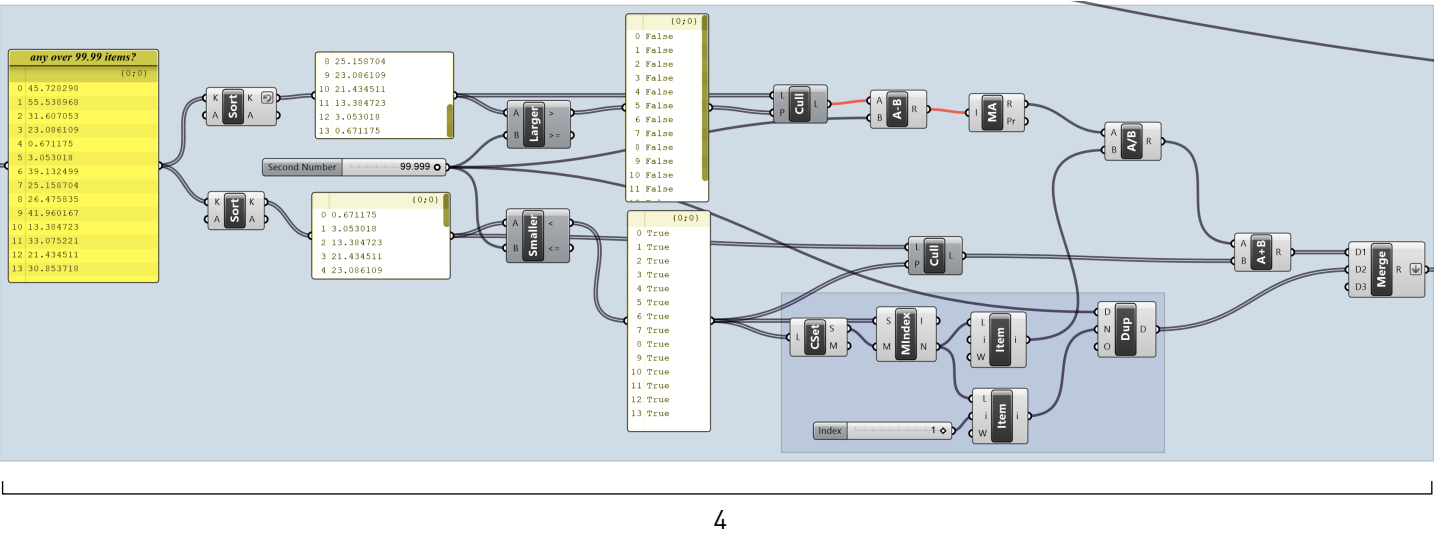 any over 99.99 items?
{0;0}
0 45.728298
1 55.538968
2 31.607053
3 23.086109
4 0.671175
5 3.053018
6 39.132499
7 25.158704
8 26.475835
9 41.960167
10 13.384723
11 33.075221
12 21.434511
13 30.853718
K Sort K
A A
8 25.158704
9 23.086109
10 21.434511
11 13.384723
12 3.053018
13 0.671175
Second Number 99.999
K Sort K
A A
{0;0}
0 0.671175
1 3.053018
2 13.384723
3 21.434511
4 23.086109
A Larger >
B >=
A Smaller <
B <=
{0;0}
0 False
1 False
2 False
3 False
4 False
5 False
6 False
7 False
8 False
9 False
10 False
11 False
{0;0}
0 True
1 True
2 True
3 True
4 True
5 True
6 True
7 True
8 True
9 True
10 True
11 True
12 True
13 True
L Cull L
P
A A-B R
B
I MA R
Pr
A A/B R
B
L Cull L
P
A A+B R
B
D1 Merge R
D2
D3
L CSet S
M
S MIndex I
M N
L Item i
i
W
D Dup D
N
O
Index 1
L Item i
i
W
4